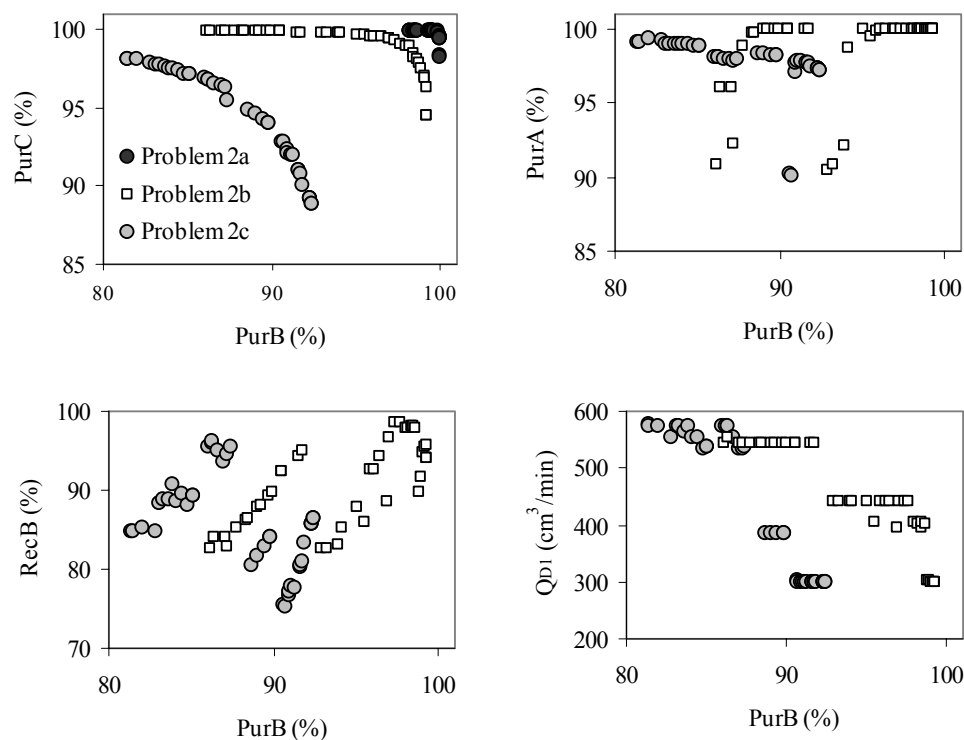 100
95
90
85
PurC (%)
Problem 2a
Problem 2b
Problem 2c
80
90
100
PurB (%)
100
95
90
85
PurA (%)
80
90
100
PurB (%)
100
90
80
70
RecB (%)
80
90
100
PurB (%)
600
500
400
300
200
QD1 (cm³/min)
80
90
100
PurB (%)